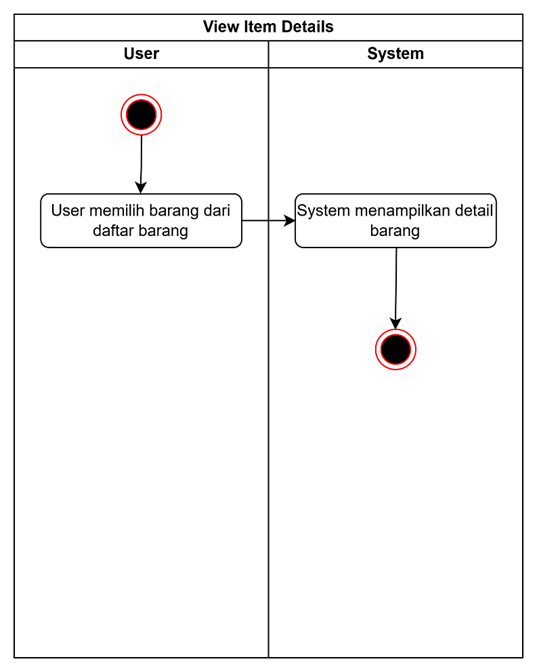 View Item Details
User
System
User memilih barang dari
daftar barang
System menampilkan detail
barang